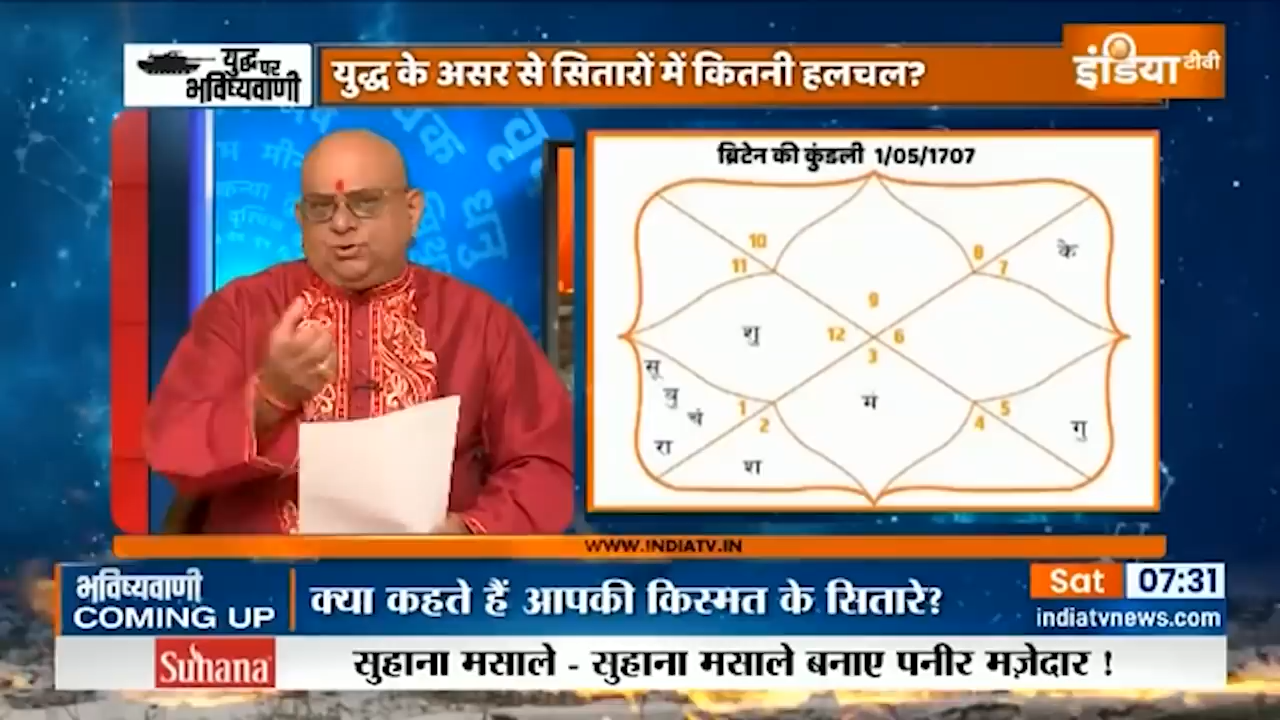 युद्ध पर
भविष्यवाणी
युद्ध के असर से सितारों में कितनी हलचल?
इंडिया टीवी
ब्रिटेन की कुंडली 1/05/1707
10
11
8
7
के
9
शु
12
6
3
सू
बु
चं
रा
1
2
श
मं
5
4
गु
मीन
कन्या
धनु
WWW.INDIATV.IN
भविष्यवाणी
COMING UP
क्या कहते हैं आपकी किस्मत के सितारे?
Sat 07:31
indiatvnews.com
Suhana
सुहाना मसाले - सुहाना मसाले बनाए पनीर मज़ेदार !